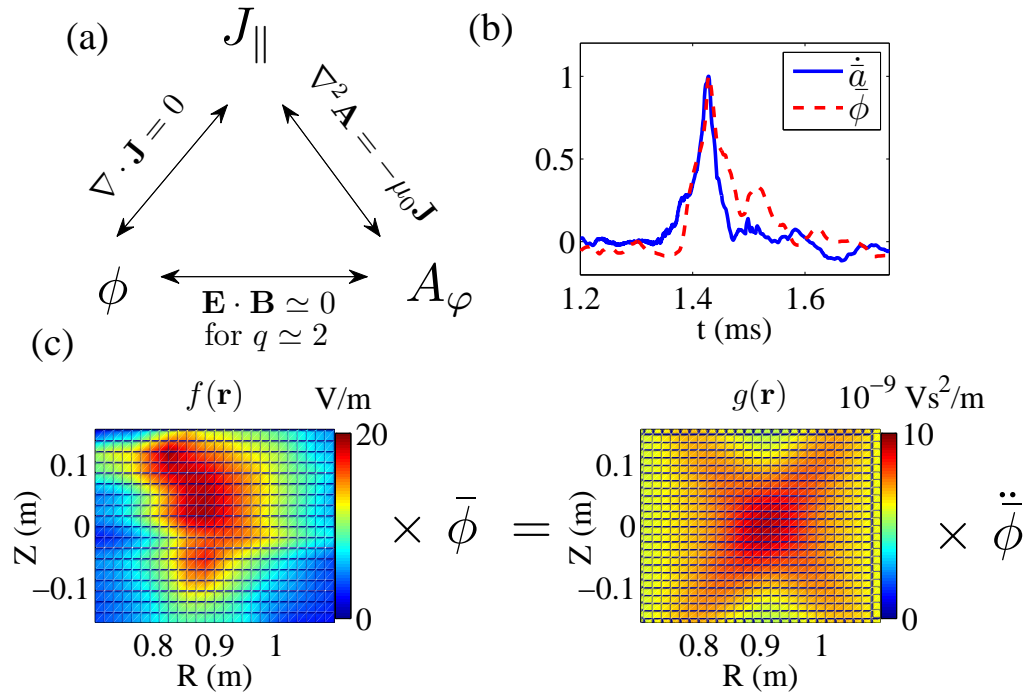 (a)
J∥
∇ · J = 0
∇²A = −μ₀J
ϕ
A_φ
E · B ≃ 0
for q ≃ 2
(b)
1
0.5
0
1.2 1.4 1.6
t (ms)
ǡ
ϕ̄
(c)
f(r) V/m
20
0
0.1
0
−0.1
Z (m)
0.8 0.9 1
R (m)
× ϕ̄ =
g(r) 10⁻⁹ Vs²/m
10
0
0.1
0
−0.1
Z (m)
0.8 0.9 1
R (m)
× ϕ̄̈